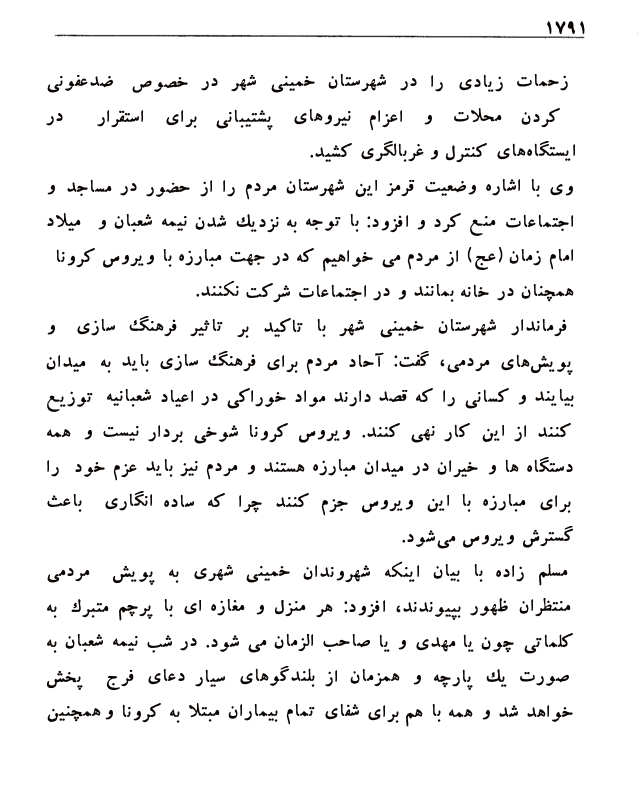 ۱۷۹۱
زحمات زیادی را در شهرستان خمینی شهر در خصوص ضدعفونی
کردن محلات و اعزام نیروهای پشتیبانی برای استقرار در
ایستگاه‌های کنترل و غربالگری کشید.
وی با اشاره وضعیت قرمز این شهرستان مردم را از حضور در مساجد و
اجتماعات منع کرد و افزود: با توجه به نزدیك شدن نیمه شعبان و میلاد
امام زمان (عج) از مردم می خواهیم که در جهت مبارزه با ویروس کرونا
همچنان در خانه بمانند و در اجتماعات شرکت نکنند.
فرماندار شهرستان خمینی شهر با تاکید بر تاثیر فرهنگ سازی و
پویش‌های مردمی، گفت: آحاد مردم برای فرهنگ سازی باید به میدان
بیایند و کسانی را که قصد دارند مواد خوراکی در اعیاد شعبانیه توزیع
کنند از این کار نهی کنند. ویروس کرونا شوخی بردار نیست و همه
دستگاه ها و خیران در میدان مبارزه هستند و مردم نیز باید عزم خود را
برای مبارزه با این ویروس جزم کنند چرا که ساده انگاری باعث
گسترش ویروس می‌شود.
مسلم زاده با بیان اینکه شهروندان خمینی شهری به پویش مردمی
منتظران ظهور بپیوندند، افزود: هر منزل و مغازه ای با پرچم متبرك به
کلماتی چون یا مهدی و یا صاحب الزمان می شود. در شب نیمه شعبان به
صورت یك پارچه و همزمان از بلندگوهای سیار دعای فرج پخش
خواهد شد و همه با هم برای شفای تمام بیماران مبتلا به کرونا و همچنین